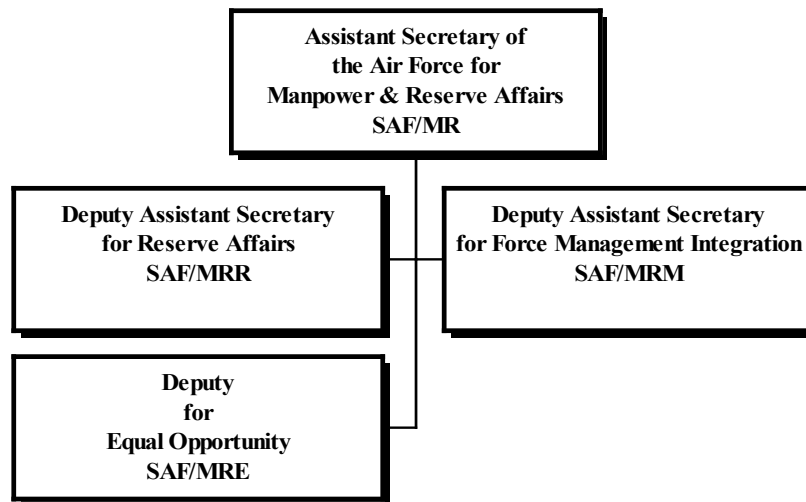 Assistant Secretary of
the Air Force for
Manpower & Reserve Affairs
SAF/MR
Deputy Assistant Secretary
for Reserve Affairs
SAF/MRR
Deputy Assistant Secretary
for Force Management Integration
SAF/MRM
Deputy
for
Equal Opportunity
SAF/MRE